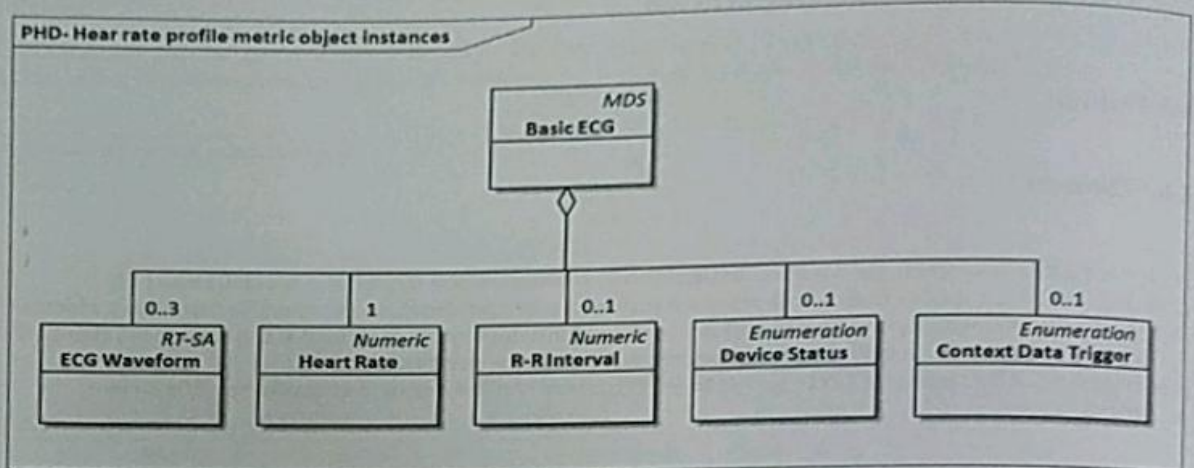 PHD- Hear rate profile metric object instances
MDS
Basic ECG
0..3
1
0..1
0..1
0..1
RT-SA
ECG Waveform
Numeric
Heart Rate
Numeric
R-R Interval
Enumeration
Device Status
Enumeration
Context Data Trigger